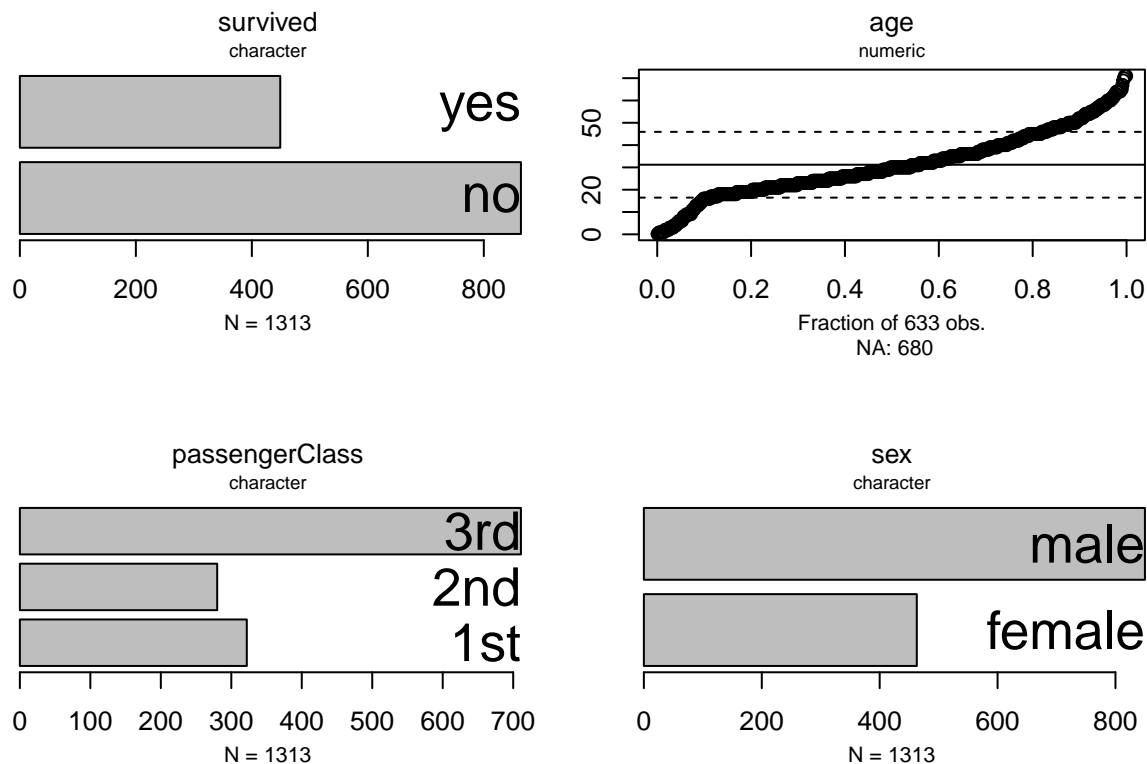 survived
character
yes
no
0 200 400 600 800
N = 1313
age
numeric
50
20
0
0.0 0.2 0.4 0.6 0.8 1.0
Fraction of 633 obs.
NA: 680
passengerClass
character
3rd
2nd
1st
0 100 200 300 400 500 600 700
N = 1313
sex
character
male
female
0 200 400 600 800
N = 1313